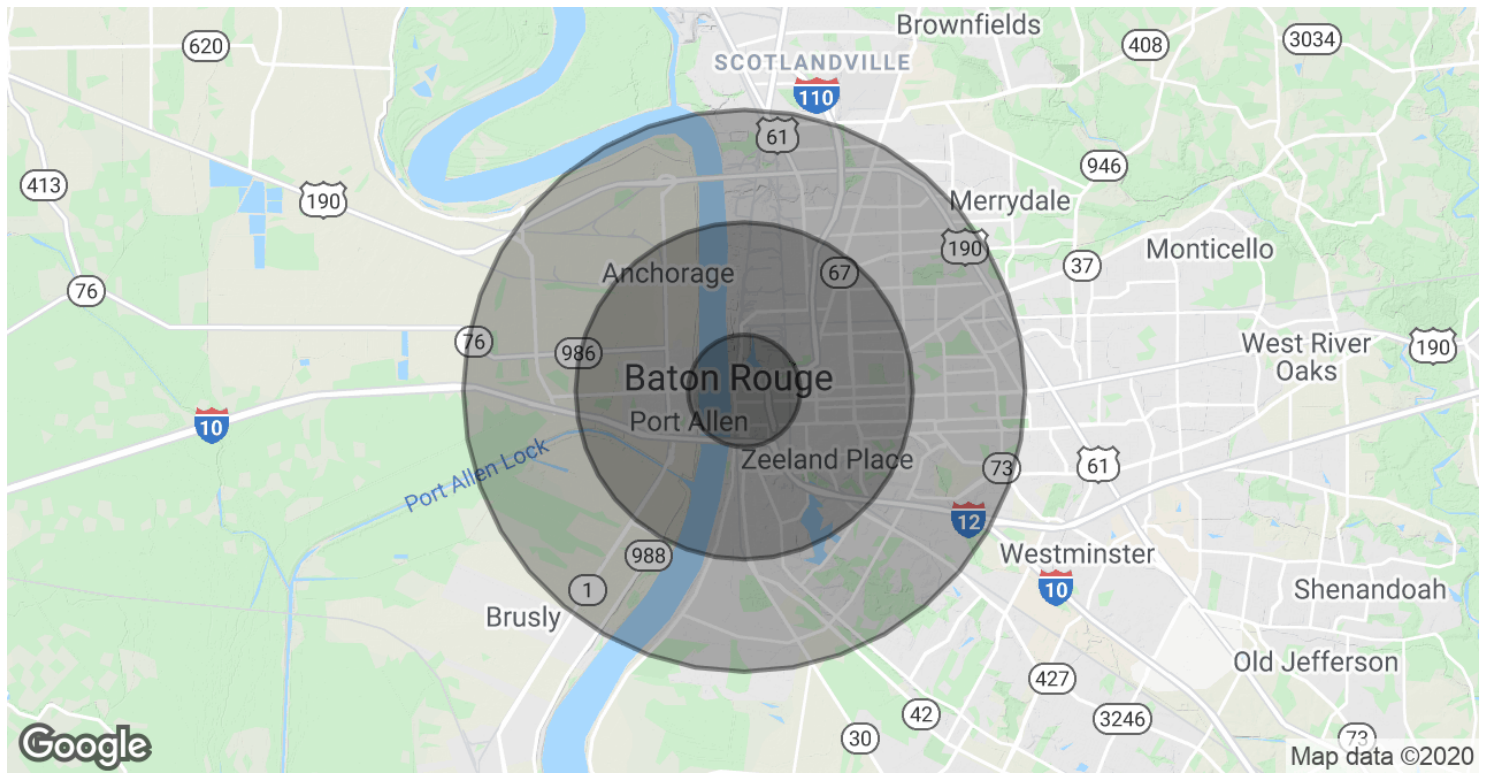 Brownfields
620
408
3034
SCOTLANDVILLE
110
61
946
413
190
Merrydale
190
Monticello
37
Anchorage
67
76
76
986
West River
Oaks
190
Baton Rouge
Port Allen
10
Zeeland Place
73
61
Port Allen Lock
12
988
Westminster
1
10
Shenandoah
Brusly
Old Jefferson
427
42
3246
30
73
Google
Map data ©2020